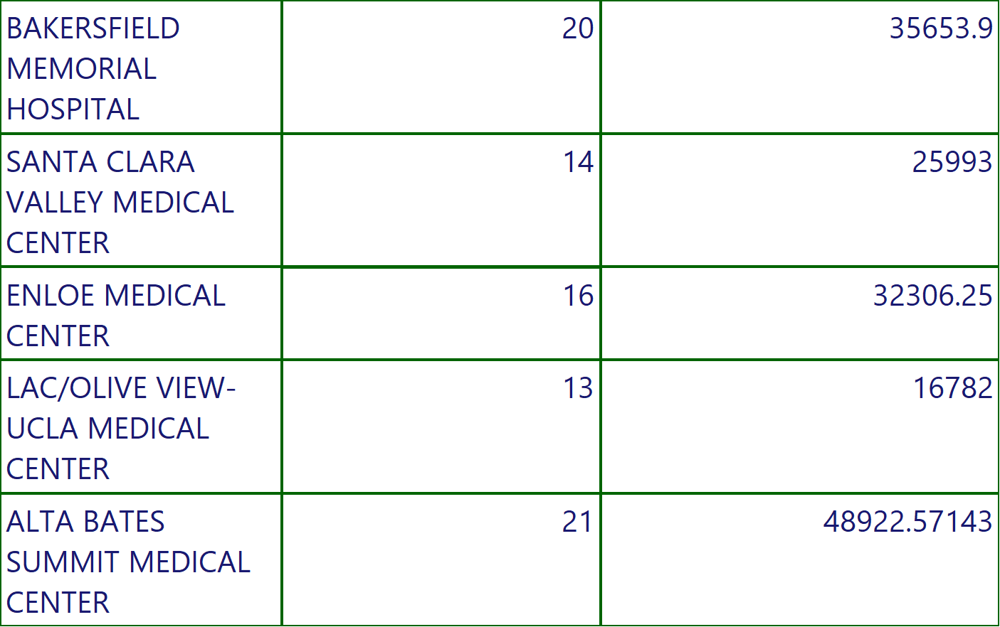 BAKERSFIELD 20 35653.9
MEMORIAL
HOSPITAL
SANTA CLARA 14 25993
VALLEY MEDICAL
CENTER
ENLOE MEDICAL 16 32306.25
CENTER
LAC/OLIVE VIEW- 13 16782
UCLA MEDICAL
CENTER
ALTA BATES 21 48922.57143
SUMMIT MEDICAL
CENTER